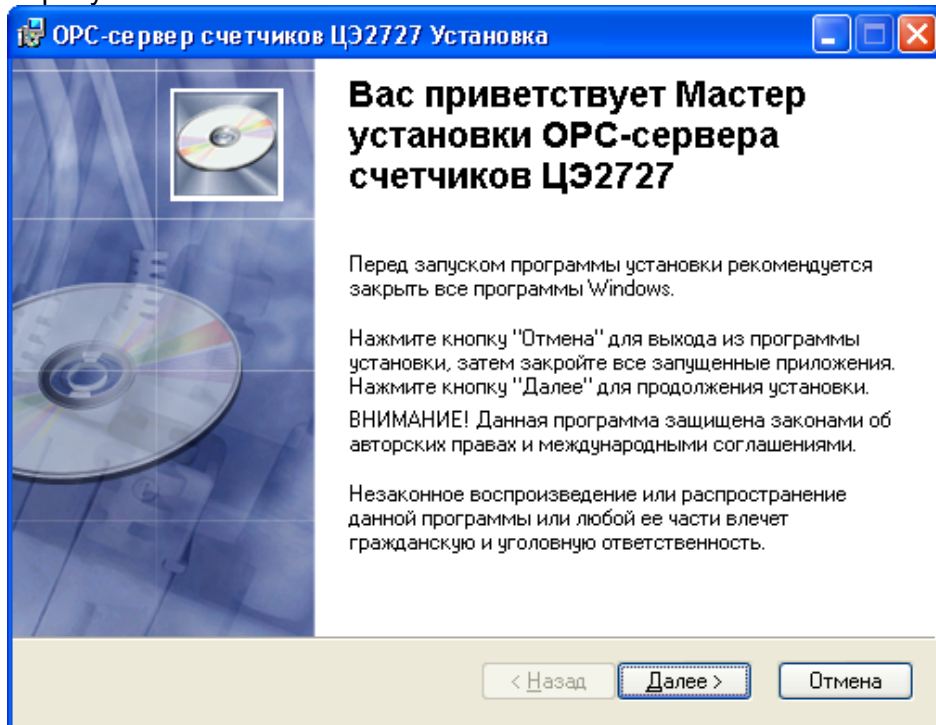 OPC-сервер счетчиков ЦЭ2727 Установка
Вас приветствует Мастер
установки OPC-сервера
счетчиков ЦЭ2727
Перед запуском программы установки рекомендуется
закрыть все программы Windows.
Нажмите кнопку "Отмена" для выхода из программы
установки, затем закройте все запущенные приложения.
Нажмите кнопку "Далее" для продолжения установки.
ВНИМАНИЕ! Данная программа защищена законами об
авторских правах и международными соглашениями.
Незаконное воспроизведение или распространение
данной программы или любой ее части влечет
гражданскую и уголовную ответственность.
< Назад
Далее >
Отмена